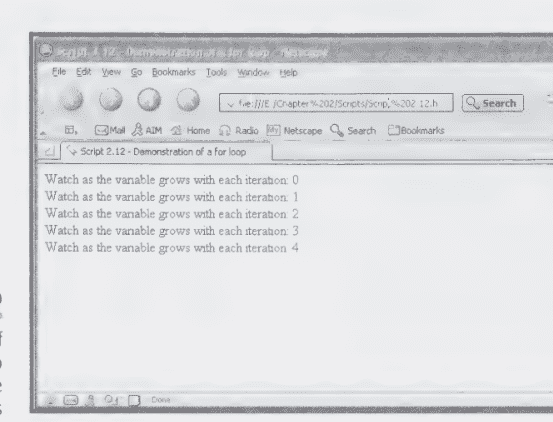 Script 2.12 - Demonstration of a for loop - Netscape
File Edit View Go Bookmarks Tools Window Help
Search
Mail AIM Home Radio My Netscape Search Bookmarks
Script 2.12 - Demonstration of a for loop
Watch as the variable grows with each iteration: 0
Watch as the variable grows with each iteration: 1
Watch as the variable grows with each iteration: 2
Watch as the variable grows with each iteration: 3
Watch as the variable grows with each iteration: 4
Done